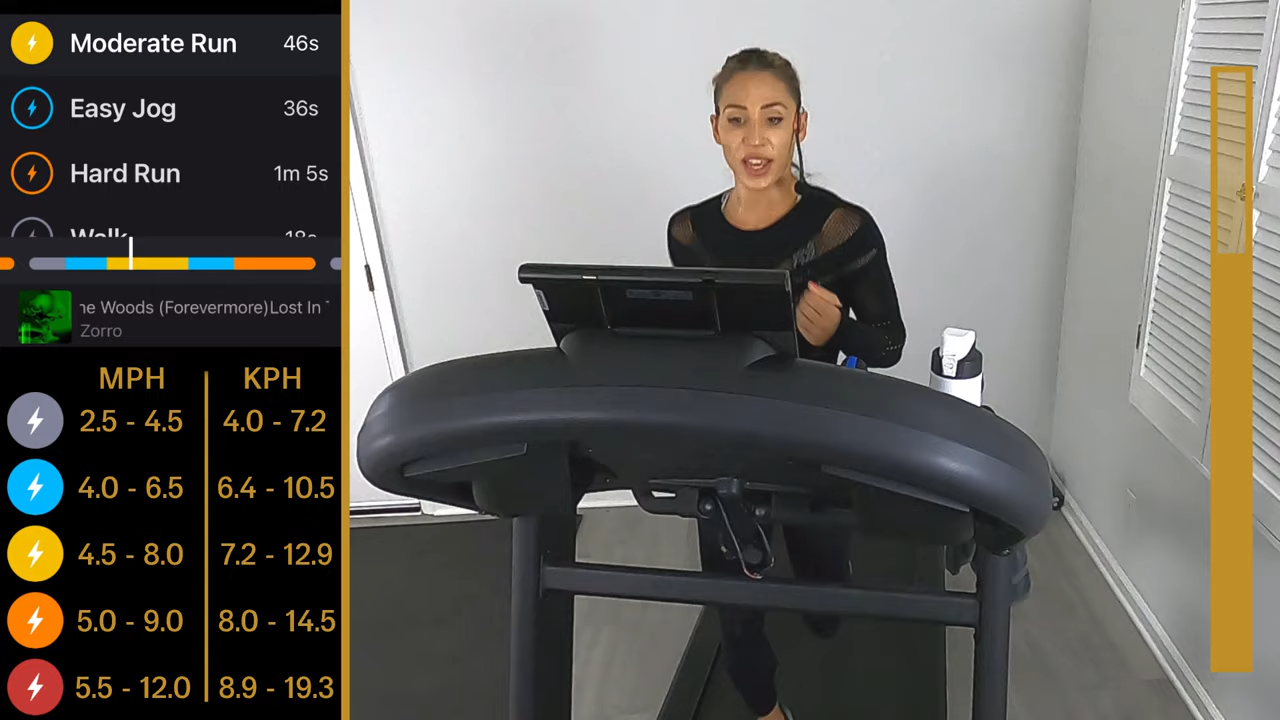 Moderate Run 46s
Easy Jog 36s
Hard Run 1m 5s
Walk 18s
ne Woods (Forevermore)Lost In
Zorro
MPH KPH
2.5 - 4.5 4.0 - 7.2
4.0 - 6.5 6.4 - 10.5
4.5 - 8.0 7.2 - 12.9
5.0 - 9.0 8.0 - 14.5
5.5 - 12.0 8.9 - 19.3